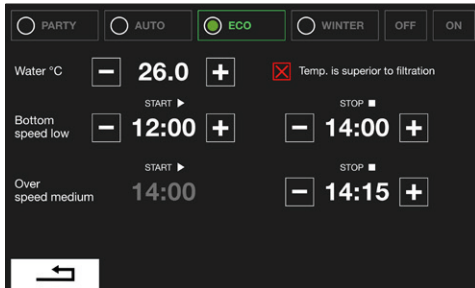 PARTY AUTO ECO WINTER OFF ON
Water °C − 26.0 + Temp. is superior to filtration
START ▶ STOP ■
Bottom
speed low − 12:00 + − 14:00 +
START ▶ STOP ■
Over
speed medium 14:00 − 14:15 +